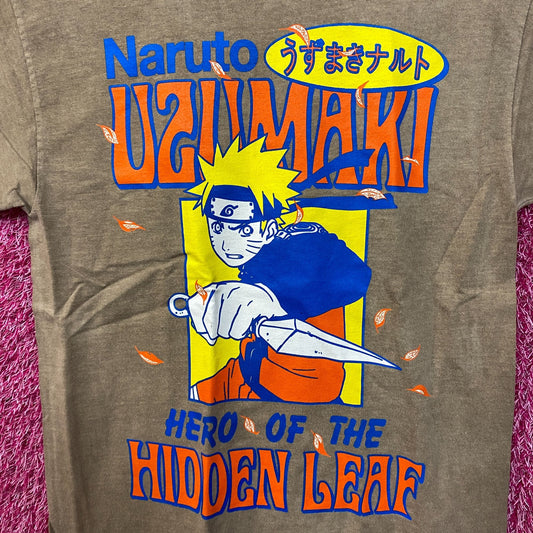 Naruto
うずまきナルト
UZUMAKI
HERO OF THE
HIDDEN LEAF